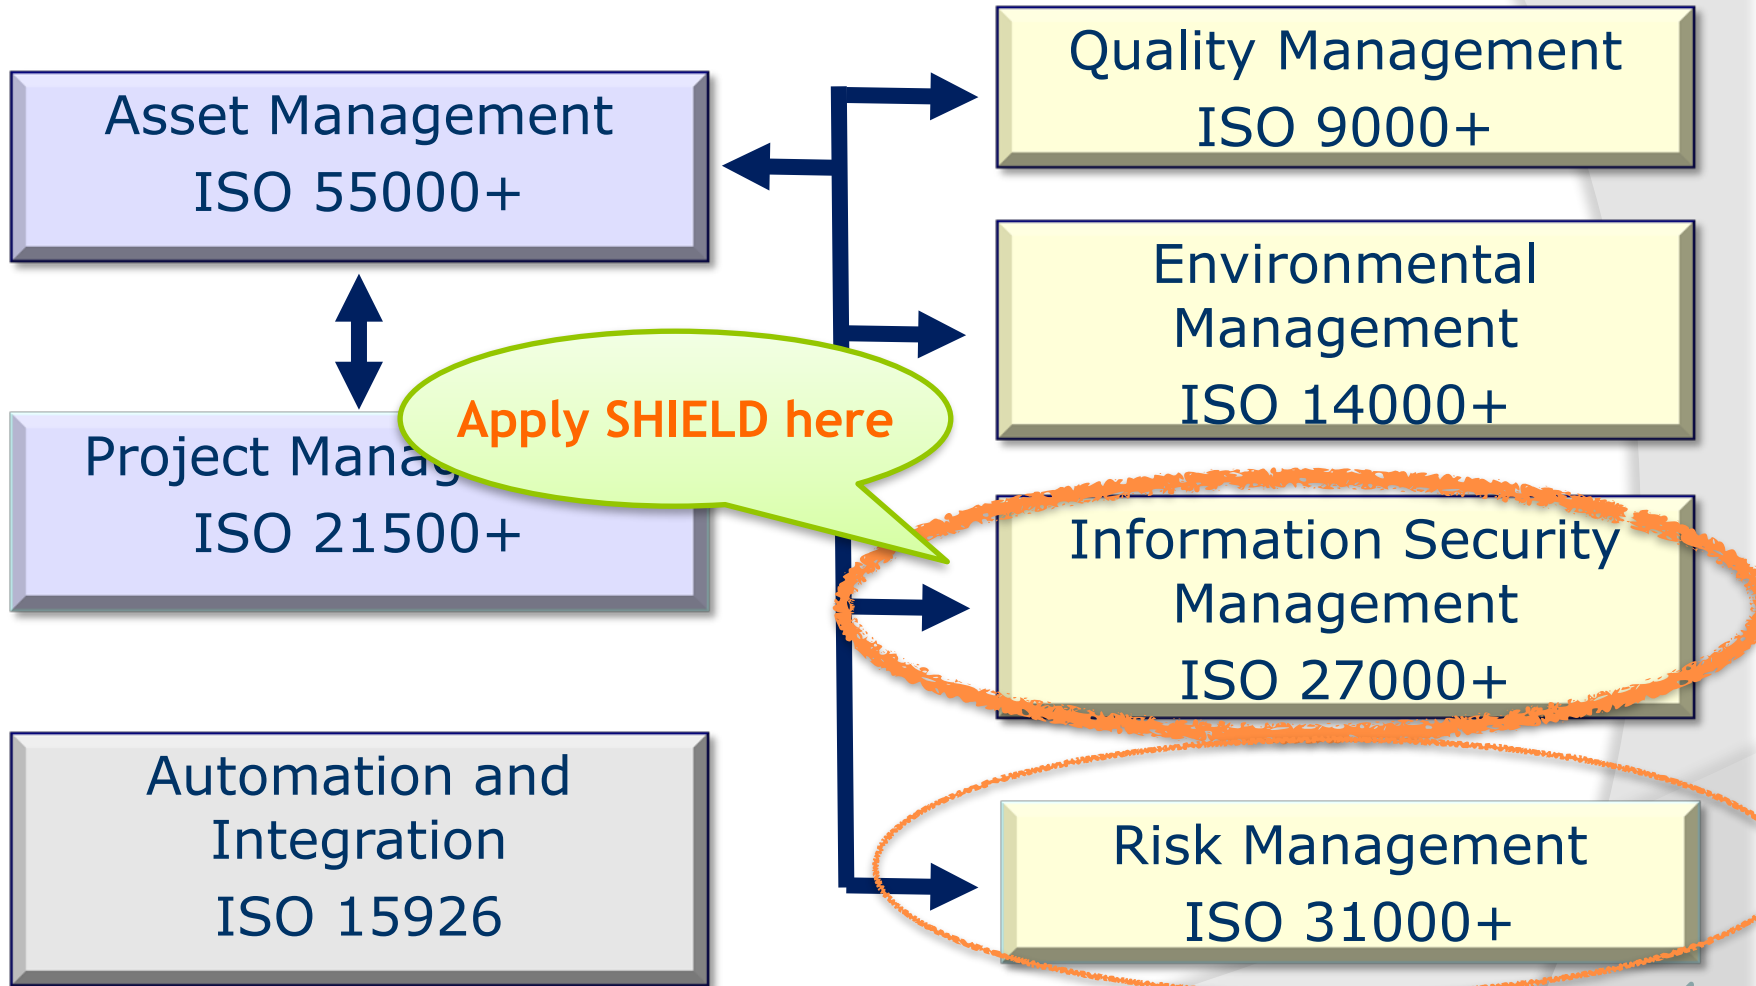 Asset Management
ISO 55000+
Project Manag
ISO 21500+
Automation and
Integration
ISO 15926
Apply SHIELD here
Quality Management
ISO 9000+
Environmental
Management
ISO 14000+
Information Security
Management
ISO 27000+
Risk Management
ISO 31000+